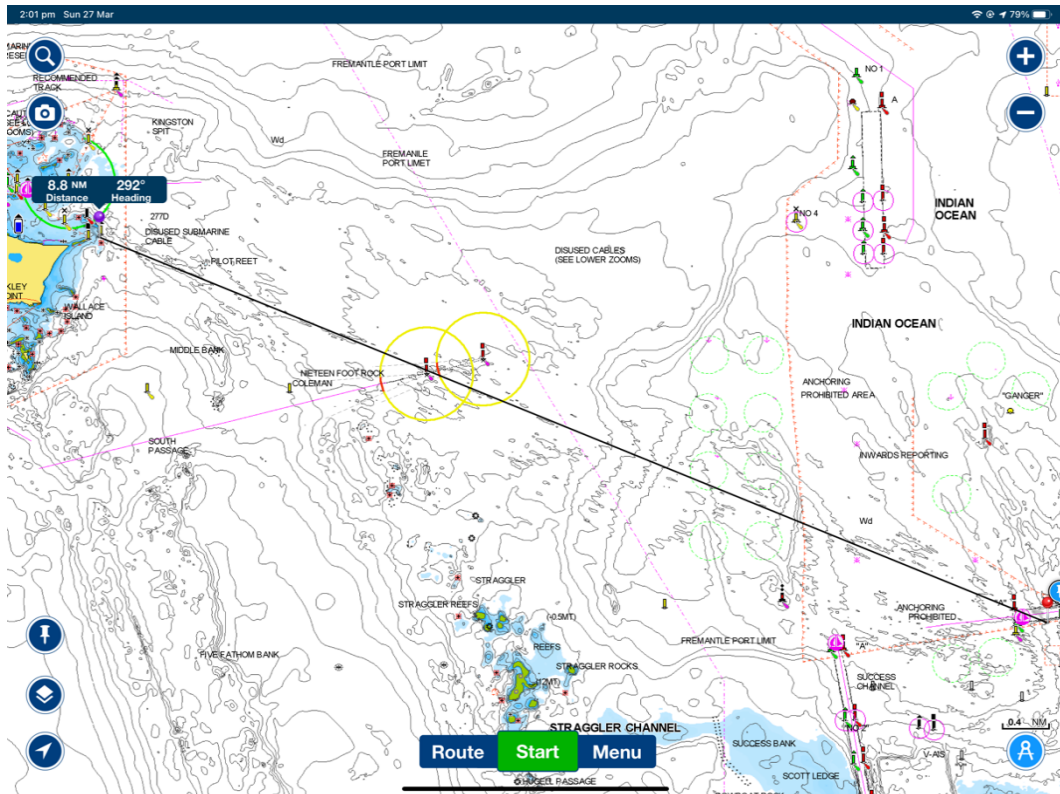 2:01 pm Sun 27 Mar
79%
RECOMMENDED
TRACK
KINGSTON
SPIT
FREMANTLE PORT LIMIT
Wd
FREMANILE
PORT LIMET
NO 1
A
8.8 NM
Distance
292°
Heading
277D
DISUSED SUBMARINE
CABLE
PILOT REET
DISUSED CABLES
(SEE LOWER ZOOMS)
NO 4
INDIAN
OCEAN
WALLACE
ISLAND
MIDDLE BANK
NIETEEN FOOT ROCK
COLEMAN
INDIAN OCEAN
ANCHORING
PROHIBITED AREA
"GANGER"
SOUTH
PASSAGE
INWARDS REPORTING
Wd
STRAGGLER
STRAGGLER REEFS
(-0.5MT)
REEFS
STRAGGLER ROCKS
FIVE FATHOM BANK
FREMANTLE PORT LIMIT
ANCHORING
PROHIBITED
"A"
SUCCESS
CHANNEL
STRAGGLER CHANNEL
SUCCESS BANK
V-AIS
0.4 NM
SCOTT LEDGE
Route
Start
Menu
HUGELL PASSAGE